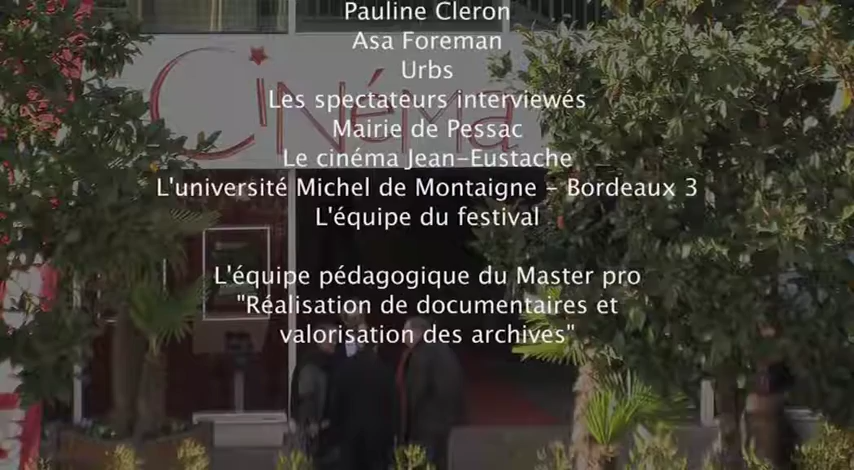 Pauline Cleron
Asa Foreman
Urbs
Les spectateurs interviewés
Cinéma
Mairie de Pessac
Le cinéma Jean-Eustache
L'université Michel de Montaigne - Bordeaux 3
L'équipe du festival
L'équipe pédagogique du Master pro
"Réalisation de documentaires et
valorisation des archives"